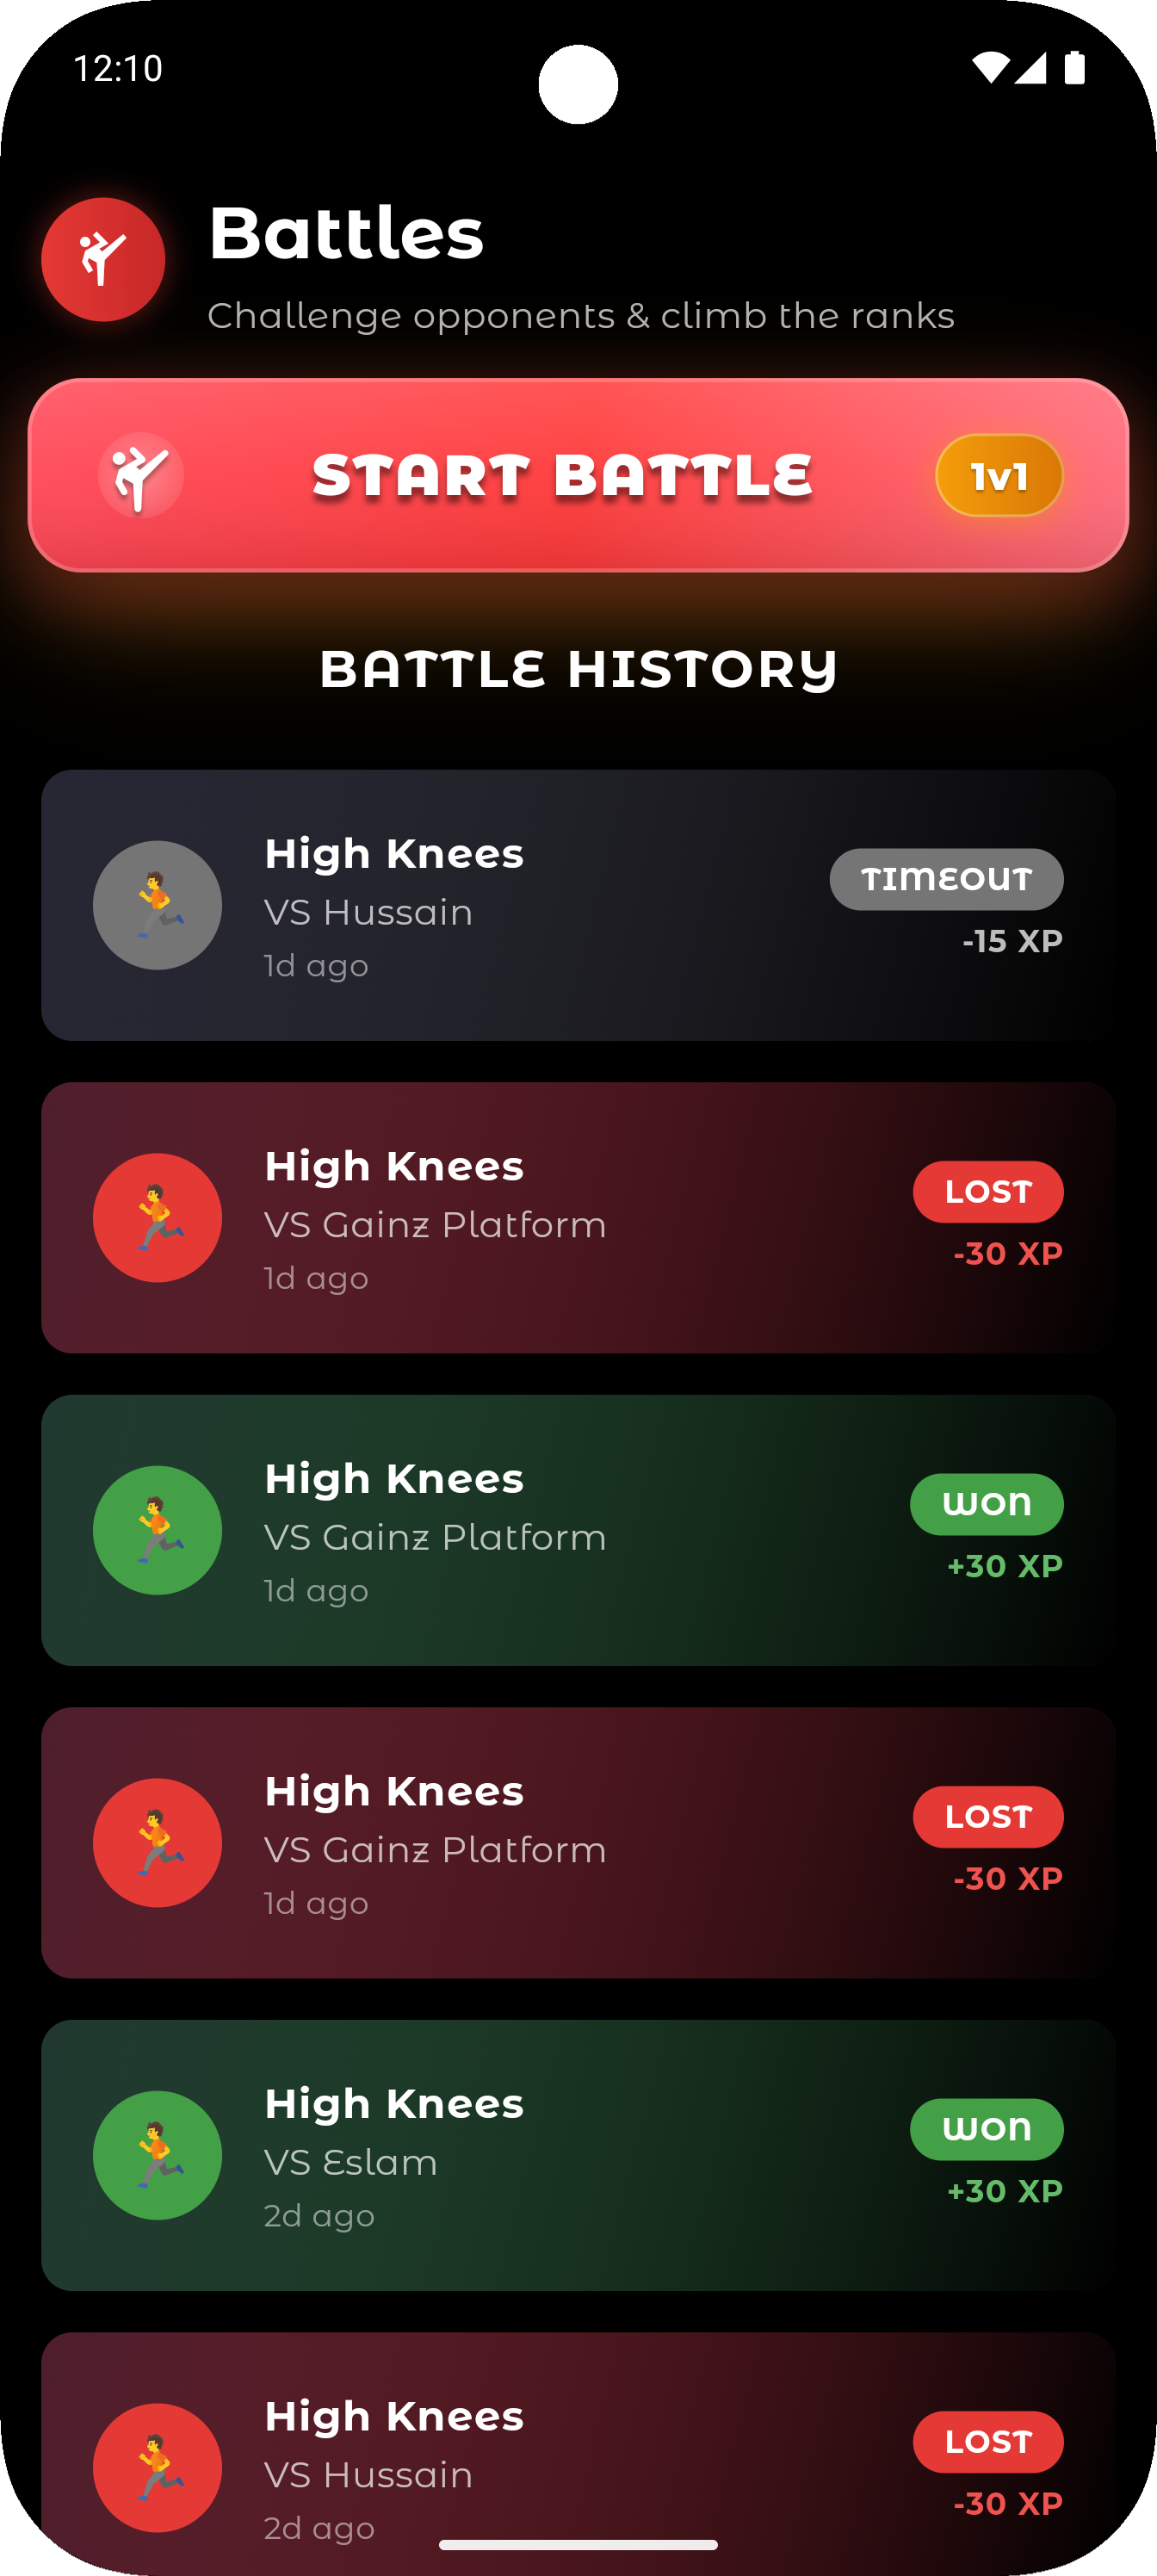 12:10
Battles
Challenge opponents & climb the ranks
START BATTLE
1v1
BATTLE HISTORY
High Knees
VS Hussain
1d ago
TIMEOUT
-15 XP
High Knees
VS Gainz Platform
1d ago
LOST
-30 XP
High Knees
VS Gainz Platform
1d ago
WON
+30 XP
High Knees
VS Gainz Platform
1d ago
LOST
-30 XP
High Knees
VS Eslam
2d ago
WON
+30 XP
High Knees
VS Hussain
2d ago
LOST
-30 XP